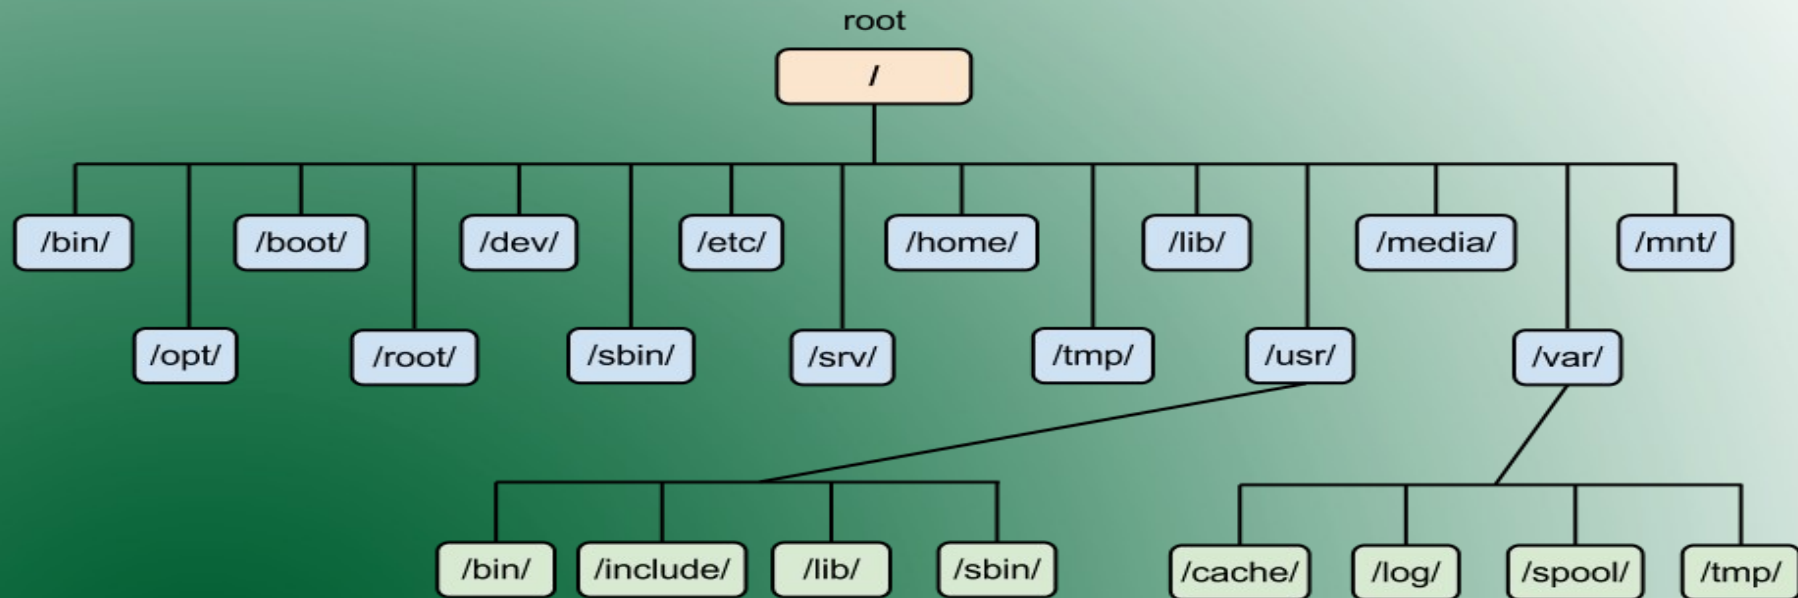 root
/
/bin/ /boot/ /dev/ /etc/ /home/ /lib/ /media/ /mnt/
/opt/ /root/ /sbin/ /srv/ /tmp/ /usr/ /var/
/bin/ /include/ /lib/ /sbin/ /cache/ /log/ /spool/ /tmp/